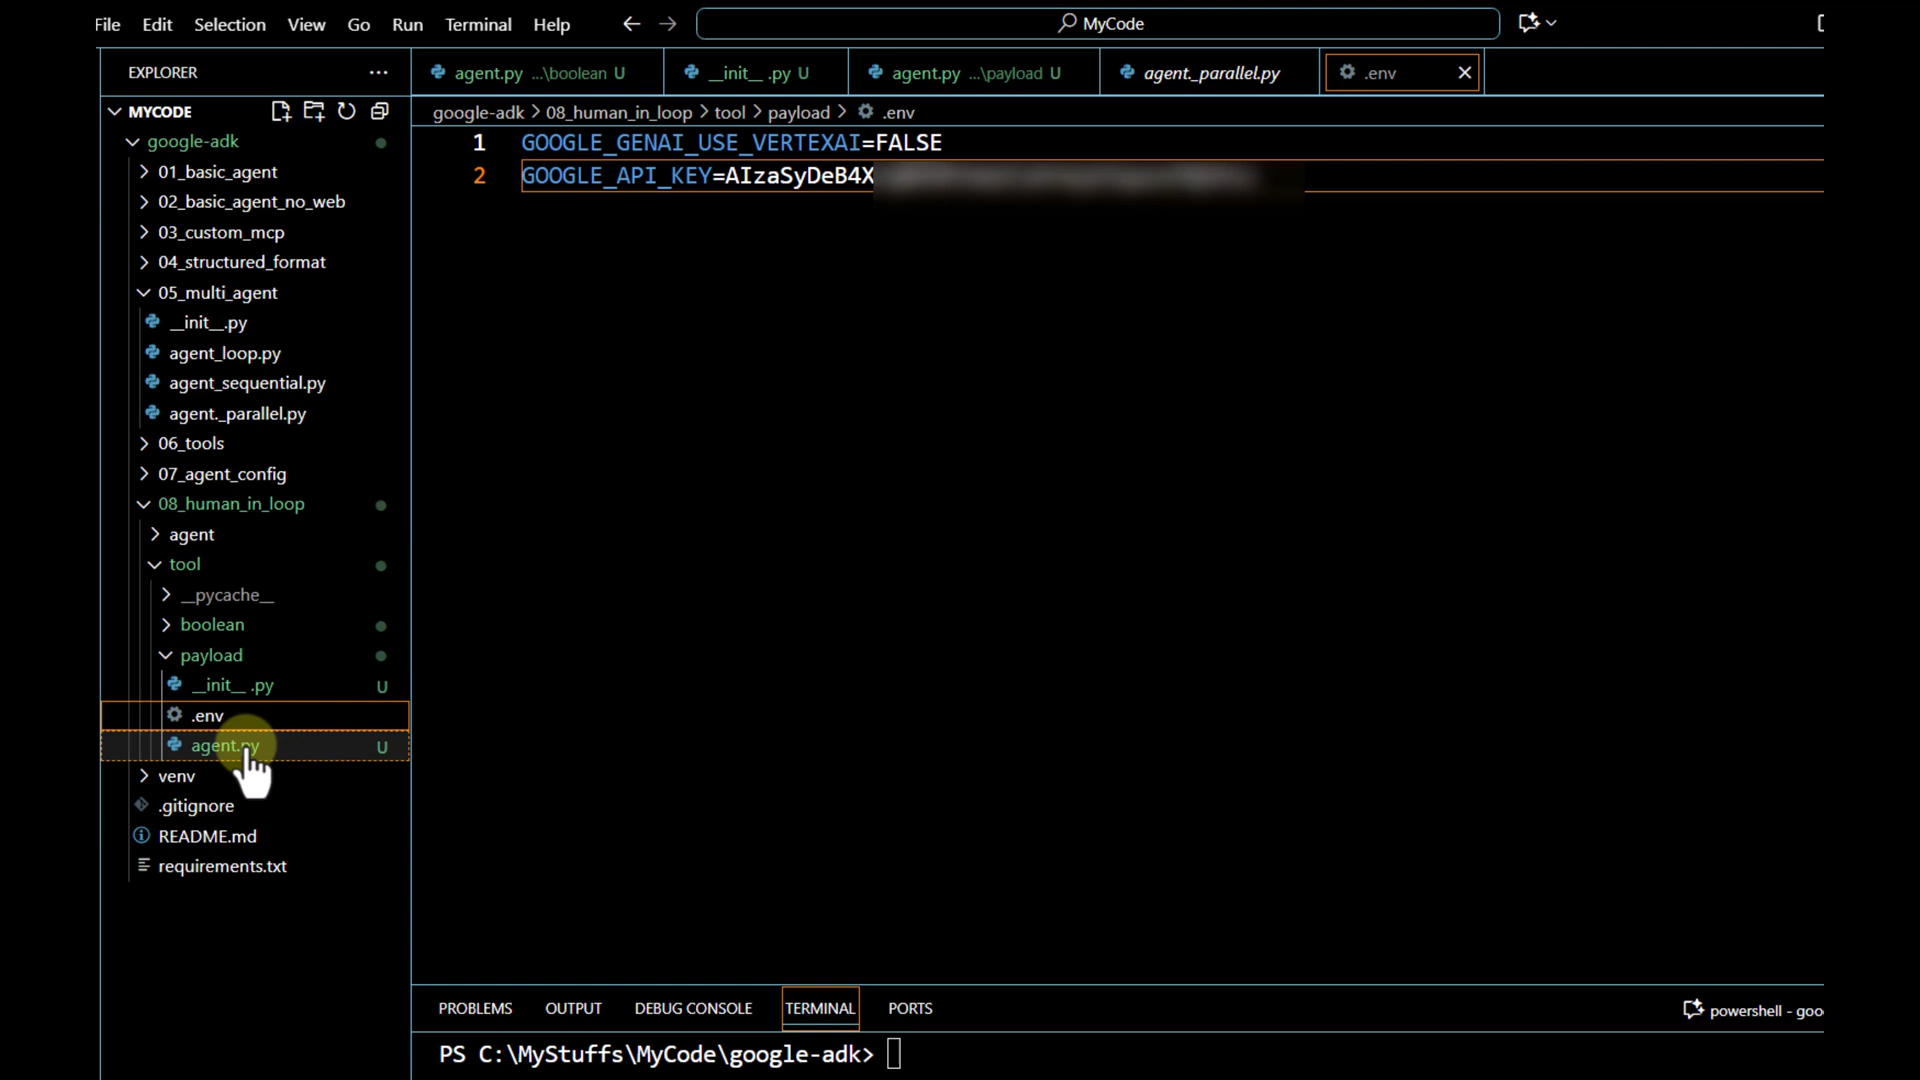 File Edit Selection View Go Run Terminal Help MyCode
EXPLORER
agent.py ...\boolean U __init__ .py U agent.py ...\payload U agent._parallel.py .env
MYCODE
google-adk > 08_human_in_loop > tool > payload > .env
google-adk
01_basic_agent
02_basic_agent_no_web
03_custom_mcp
04_structured_format
05_multi_agent
__init__.py
agent_loop.py
agent_sequential.py
agent._parallel.py
06_tools
07_agent_config
08_human_in_loop
agent
tool
__pycache__
boolean
payload
__init__ .py U
.env
agent.py U
venv
.gitignore
README.md
requirements.txt
1 GOOGLE_GENAI_USE_VERTEXAI=FALSE
2 GOOGLE_API_KEY=AIzaSyDeB4X
PROBLEMS OUTPUT DEBUG CONSOLE TERMINAL PORTS
powershell - goo
PS C:\MyStuffs\MyCode\google-adk>